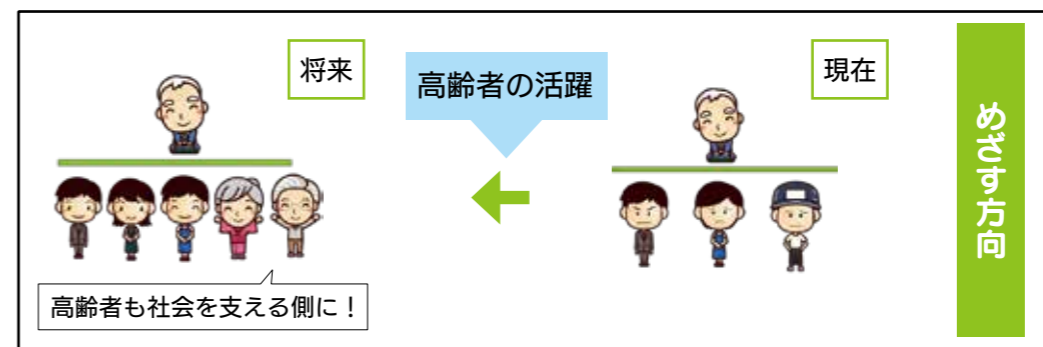 めざす方向
現在
高齢者の活躍
将来
高齢者も社会を支える側に！